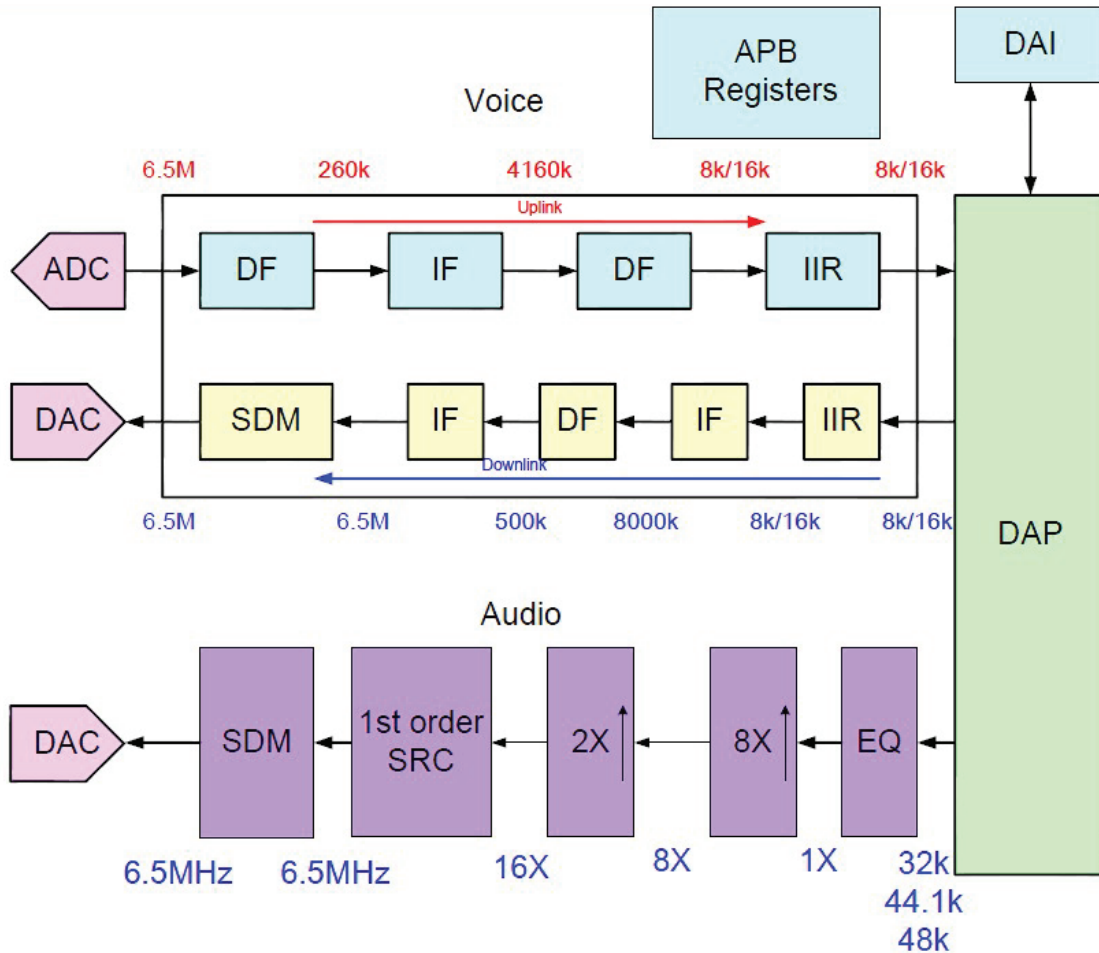 APB
Registers
DAI
Voice
6.5M 260k 4160k 8k/16k 8k/16k
Uplink
ADC DF IF DF IIR
DAC SDM IF DF IF IIR
Downlink
6.5M 6.5M 500k 8000k 8k/16k 8k/16k
DAP
Audio
DAC SDM 1st order
SRC 2X 8X EQ
6.5MHz 6.5MHz 16X 8X 1X 32k
44.1k
48k